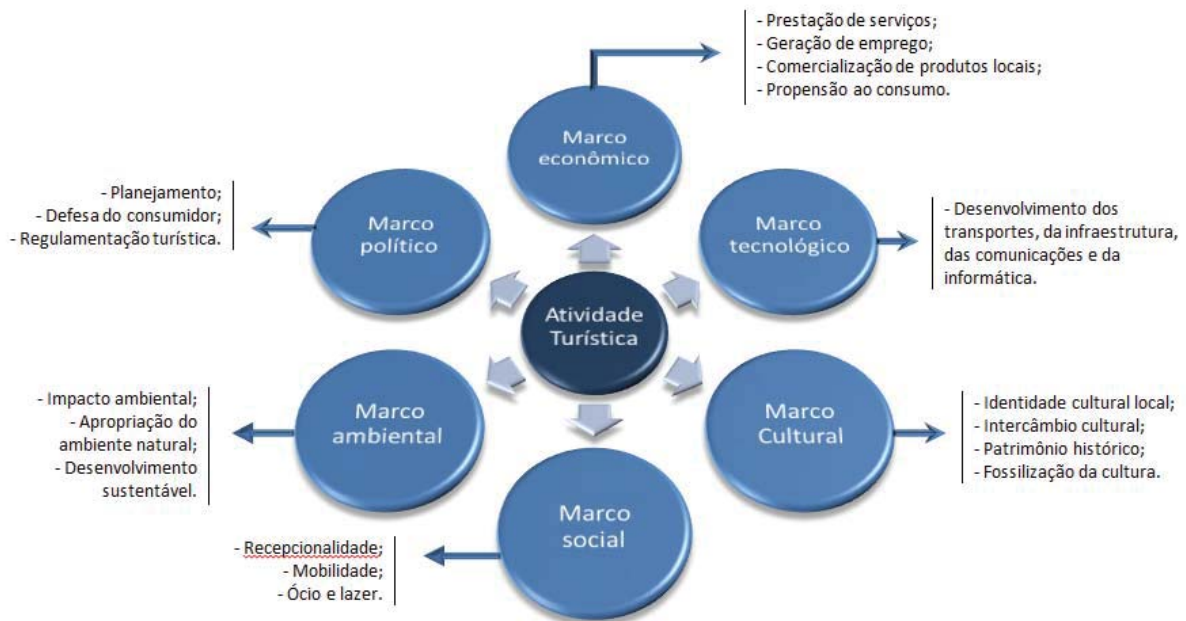 - Prestação de serviços;
- Geração de emprego;
- Comercialização de produtos locais;
- Propensão ao consumo.
Marco
econômico
- Planejamento;
- Defesa do consumidor;
- Regulamentação turística.
Marco
político
Marco
tecnológico
- Desenvolvimento dos
transportes, da infraestrutura,
das comunicações e da
informática.
Atividade
Turística
- Impacto ambiental;
- Apropriação do
ambiente natural;
- Desenvolvimento
sustentável.
Marco
ambiental
Marco
Cultural
- Identidade cultural local;
- Intercâmbio cultural;
- Patrimônio histórico;
- Fossilização da cultura.
Marco
social
- Recepcionalidade;
- Mobilidade;
- Ócio e lazer.